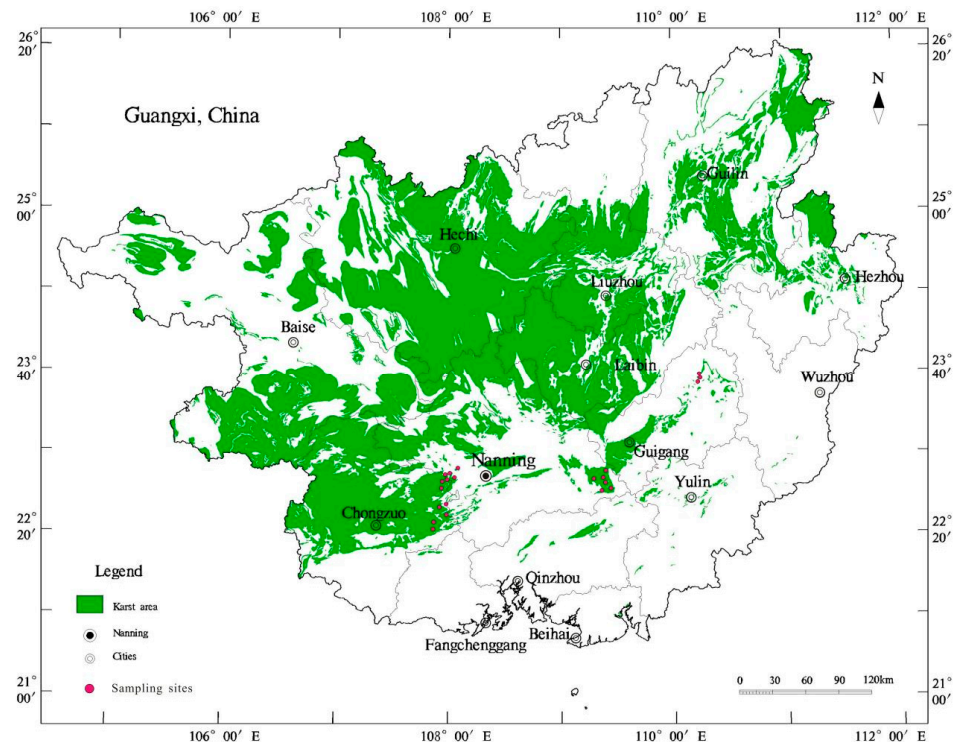 106° 00′ E
108° 00′ E
110° 00′ E
112° 00′ E
26°
20′
26°
20′
N
Guangxi, China
Guilin
25°
00′
25°
00′
Hechi
Hezhou
Liuzhou
Baise
23°
40′
Laibin
Wuzhou
23°
40′
Guigang
Nanning
Yulin
Chongzuo
22°
20′
22°
20′
Legend
Qinzhou
Karst area
Nanning
Beihai
Fangchenggang
Cities
Sampling sites
21°
00′
0 30 60 90 120km
21°
00′
106° 00′ E
108° 00′ E
110° 00′ E
112° 00′ E